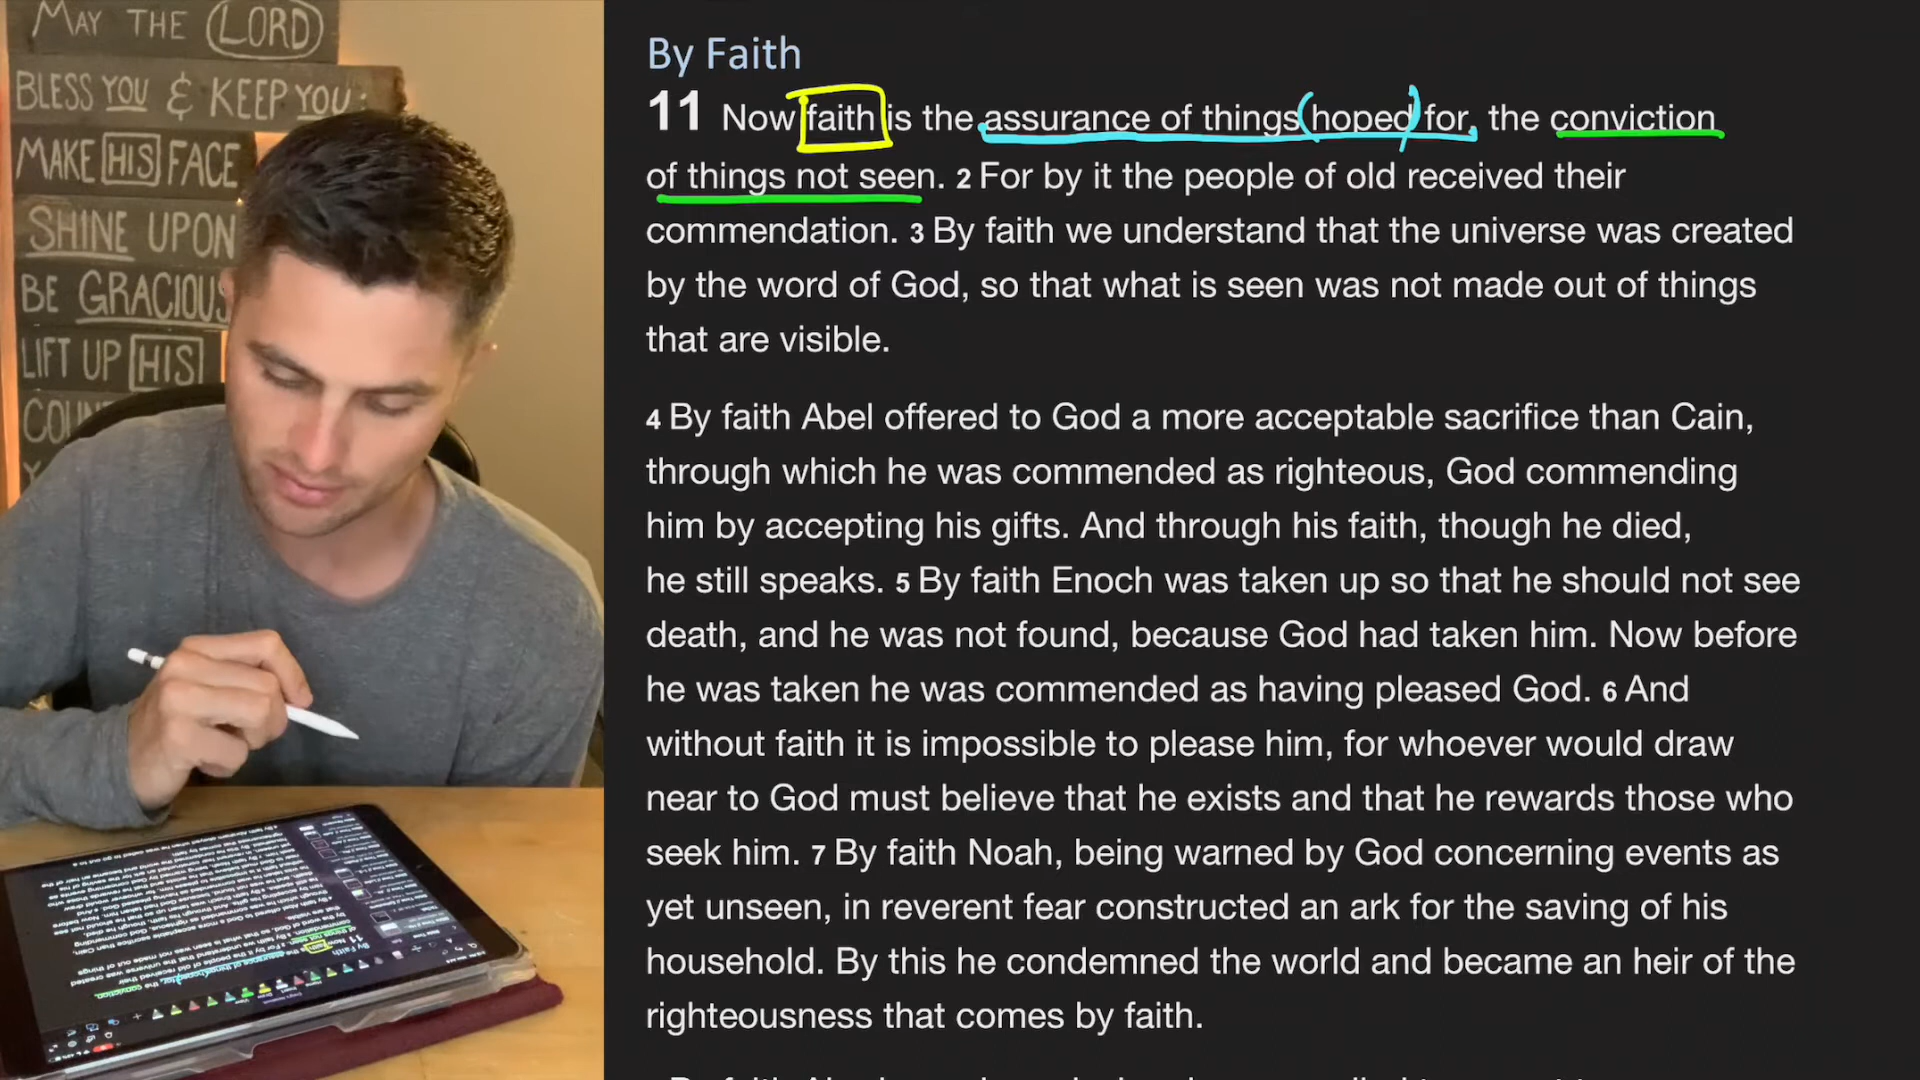 MAY THE LORD
BLESS YOU & KEEP YOU;
MAKE HIS FACE
SHINE UPON
BE GRACIOUS
LIFT UP HIS
COUN
Y
By Faith
11 Now faith is the assurance of things (hoped) for, the conviction
of things not seen. 2 For by it the people of old received their
commendation. 3 By faith we understand that the universe was created
by the word of God, so that what is seen was not made out of things
that are visible.
4 By faith Abel offered to God a more acceptable sacrifice than Cain,
through which he was commended as righteous, God commending
him by accepting his gifts. And through his faith, though he died,
he still speaks. 5 By faith Enoch was taken up so that he should not see
death, and he was not found, because God had taken him. Now before
he was taken he was commended as having pleased God. 6 And
without faith it is impossible to please him, for whoever would draw
near to God must believe that he exists and that he rewards those who
seek him. 7 By faith Noah, being warned by God concerning events as
yet unseen, in reverent fear constructed an ark for the saving of his
household. By this he condemned the world and became an heir of the
righteousness that comes by faith.